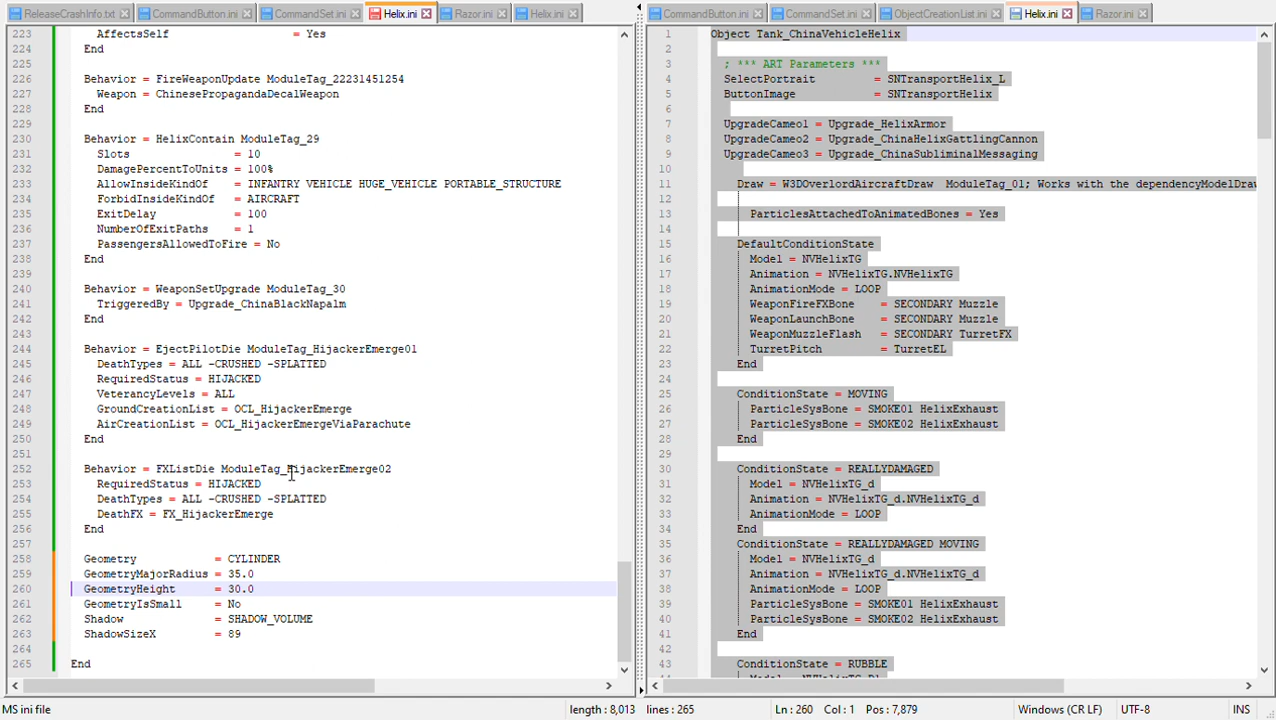 ReleaseCrashInfo.txt CommandButton.ini CommandSet.ini Helix.ini Razor.ini Helix.ini
223 AffectsSelf = Yes
224 End
225
226 Behavior = FireWeaponUpdate ModuleTag_22231451254
227 Weapon = ChinesePropagandaDecalWeapon
228 End
229
230 Behavior = HelixContain ModuleTag_29
231 Slots = 10
232 DamagePercentToUnits = 100%
233 AllowInsideKindOf = INFANTRY VEHICLE HUGE_VEHICLE PORTABLE_STRUCTURE
234 ForbidInsideKindOf = AIRCRAFT
235 ExitDelay = 100
236 NumberOfExitPaths = 1
237 PassengersAllowedToFire = No
238 End
239
240 Behavior = WeaponSetUpgrade ModuleTag_30
241 TriggeredBy = Upgrade_ChinaBlackNapalm
242 End
243
244 Behavior = EjectPilotDie ModuleTag_HijackerEmerge01
245 DeathTypes = ALL -CRUSHED -SPLATTED
246 RequiredStatus = HIJACKED
247 VeterancyLevels = ALL
248 GroundCreationList = OCL_HijackerEmerge
249 AirCreationList = OCL_HijackerEmergeViaParachute
250 End
251
252 Behavior = FXListDie ModuleTag_HijackerEmerge02
253 RequiredStatus = HIJACKED
254 DeathTypes = ALL -CRUSHED -SPLATTED
255 DeathFX = FX_HijackerEmerge
256 End
257
258 Geometry = CYLINDER
259 GeometryMajorRadius = 35.0
260 GeometryHeight = 30.0
261 GeometryIsSmall = No
262 Shadow = SHADOW_VOLUME
263 ShadowSizeX = 89
264
265 End
CommandButton.ini CommandSet.ini ObjectCreationList.ini Helix.ini Razor.ini
1 Object Tank_ChinaVehicleHelix
2
3 ; *** ART Parameters ***
4 SelectPortrait = SNTransportHelix_L
5 ButtonImage = SNTransportHelix
6
7 UpgradeCameo1 = Upgrade_HelixArmor
8 UpgradeCameo2 = Upgrade_ChinaHelixGattlingCannon
9 UpgradeCameo3 = Upgrade_ChinaSubliminalMessaging
10
11 Draw = W3DOverlordAircraftDraw ModuleTag_01; Works with the dependencyModelDraw
12
13 ParticlesAttachedToAnimatedBones = Yes
14
15 DefaultConditionState
16 Model = NVHelixTG
17 Animation = NVHelixTG.NVHelixTG
18 AnimationMode = LOOP
19 WeaponFireFXBone = SECONDARY Muzzle
20 WeaponLaunchBone = SECONDARY Muzzle
21 WeaponMuzzleFlash = SECONDARY TurretFX
22 TurretPitch = TurretEL
23 End
24
25 ConditionState = MOVING
26 ParticleSysBone = SMOKE01 HelixExhaust
27 ParticleSysBone = SMOKE02 HelixExhaust
28 End
29
30 ConditionState = REALLYDAMAGED
31 Model = NVHelixTG_d
32 Animation = NVHelixTG_d.NVHelixTG_d
33 AnimationMode = LOOP
34 End
35 ConditionState = REALLYDAMAGED MOVING
36 Model = NVHelixTG_d
37 Animation = NVHelixTG_d.NVHelixTG_d
38 AnimationMode = LOOP
39 ParticleSysBone = SMOKE01 HelixExhaust
40 ParticleSysBone = SMOKE02 HelixExhaust
41 End
42
43 ConditionState = RUBBLE
MS ini file length : 8,013 lines : 265 Ln : 260 Col : 1 Pos : 7,879 Windows (CR LF) UTF-8 INS